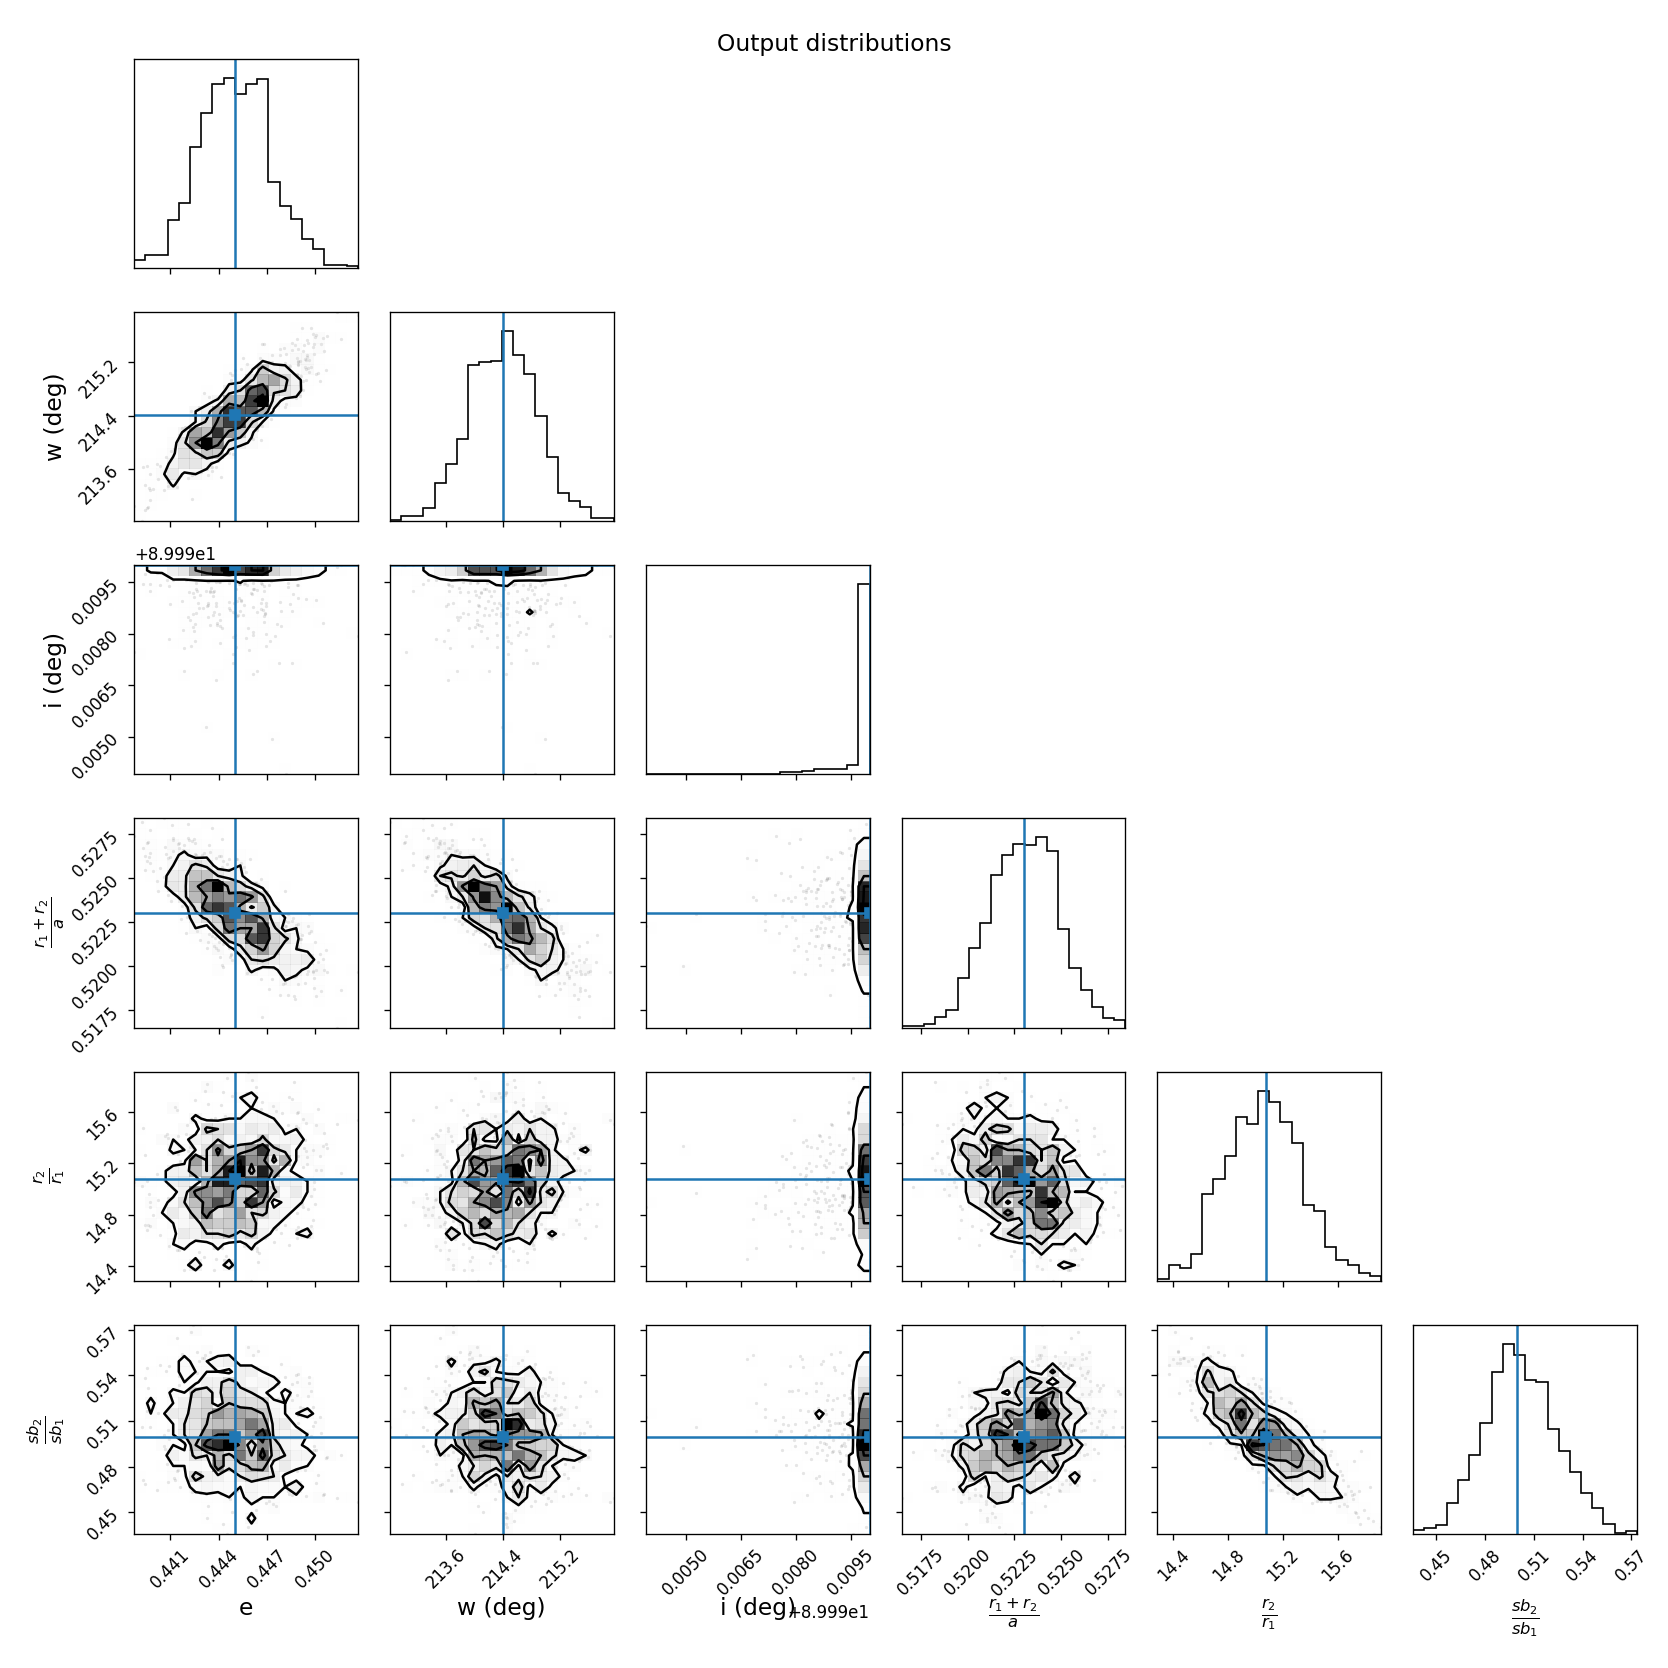 Output distributions
w (deg)
215.2
214.4
213.6
+8.999e1
i (deg)
0.0095
0.0080
0.0065
0.0050
r₁ + r₂
a
0.5275
0.5250
0.5225
0.5200
0.5175
r₂
r₁
15.6
15.2
14.8
14.4
sb₂
sb₁
0.57
0.54
0.51
0.48
0.45
0.441 0.444 0.447 0.450
213.6 214.4 215.2
0.0050 0.0065 0.0080 0.0095
0.5175 0.5200 0.5225 0.5250 0.5275
14.4 14.8 15.2 15.6
0.45 0.48 0.51 0.54 0.57
e
w (deg)
i (deg)
+8.999e1
r₁ + r₂
a
r₂
r₁
sb₂
sb₁